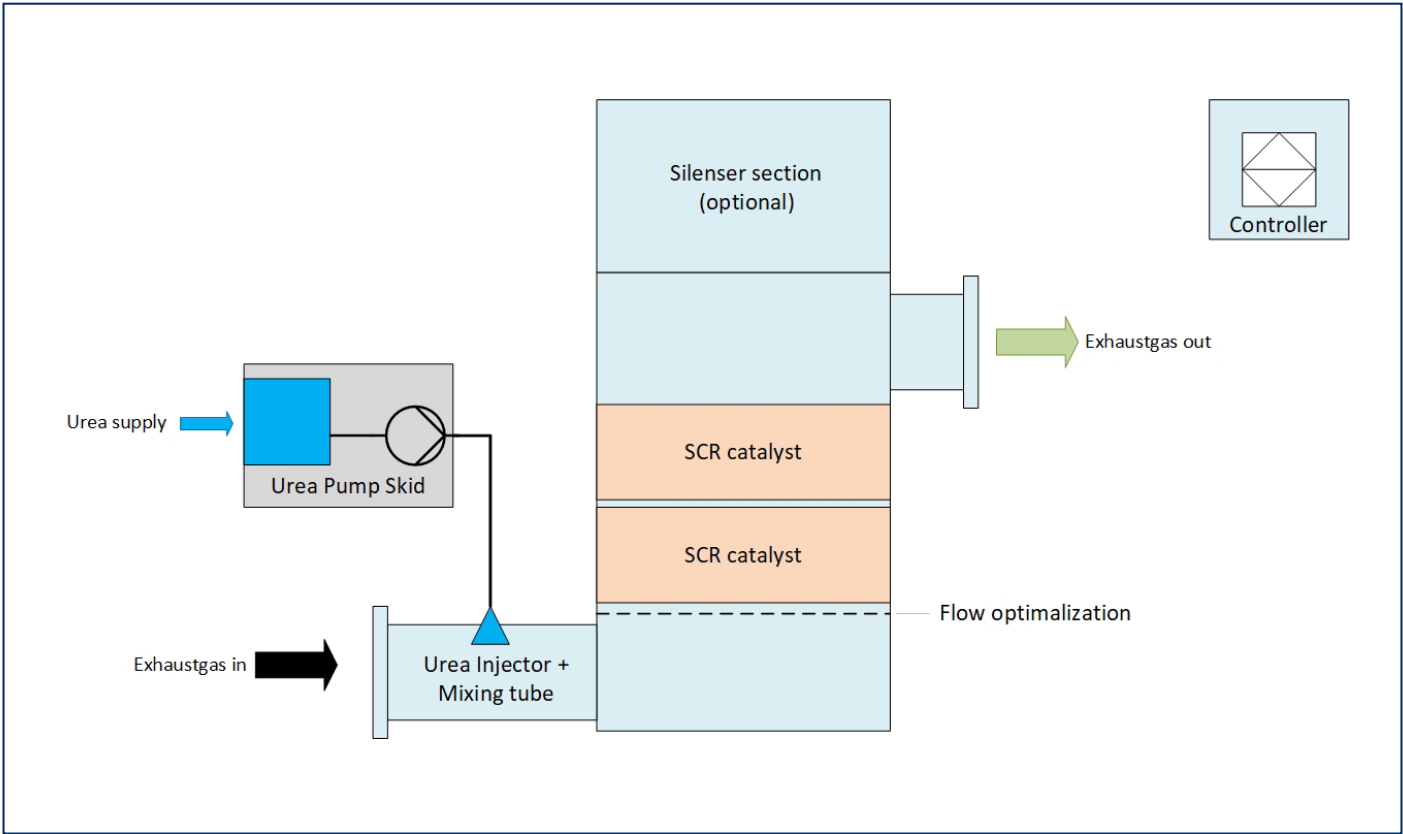 Silenser section
(optional)
Controller
Exhaustgas out
Urea supply
Urea Pump Skid
SCR catalyst
SCR catalyst
Flow optimalization
Exhaustgas in
Urea Injector +
Mixing tube